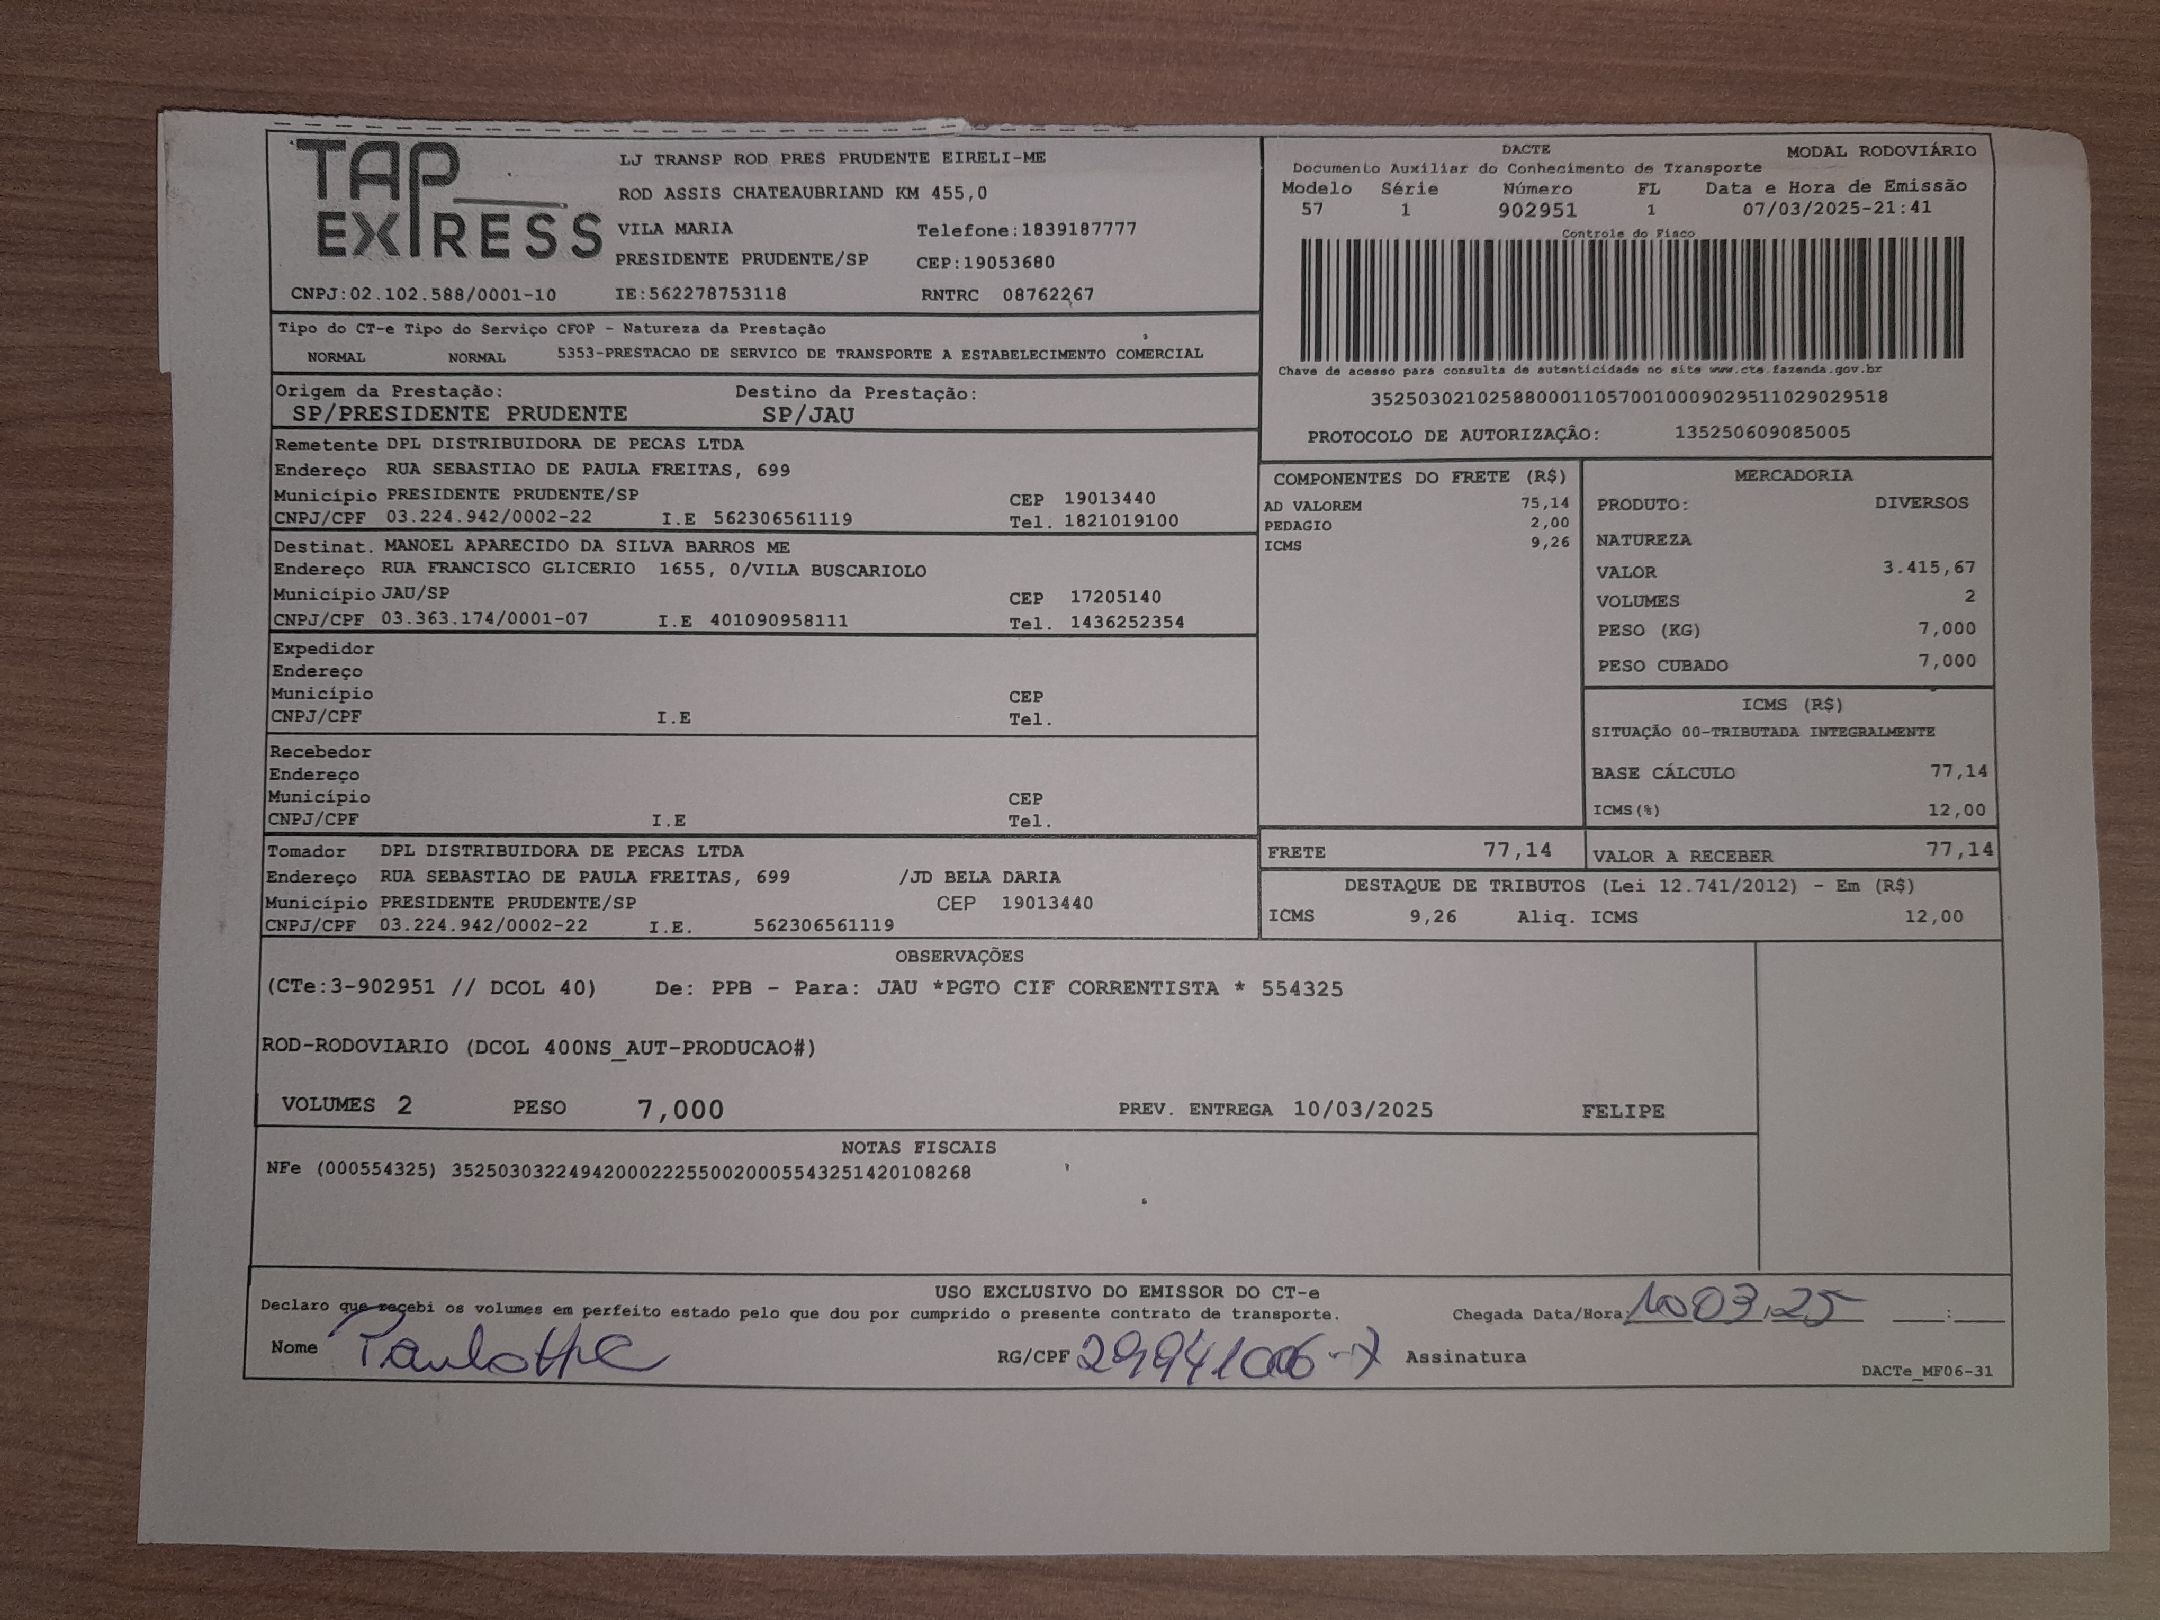 TAP
EXPRESS
LJ TRANSP ROD PRES PRUDENTE EIRELI-ME
ROD ASSIS CHATEAUBRIAND KM 455,0
VILA MARIA Telefone:1839187777
PRESIDENTE PRUDENTE/SP CEP:19053680
CNPJ:02.102.588/0001-10 IE:562278753118 RNTRC 08762267
DACTE MODAL RODOVIÁRIO
Documento Auxiliar do Conhecimento de Transporte
Modelo Série Número FL Data e Hora de Emissão
57 1 902951 1 07/03/2025-21:41
Controle do Fisco
Chave de acesso para consulta de autenticidade no site www.cte.fazenda.gov.br
35250302102588000110570010009029511029029518
PROTOCOLO DE AUTORIZAÇÃO: 135250609085005
Tipo do CT-e Tipo do Serviço CFOP - Natureza da Prestação
NORMAL NORMAL 5353-PRESTACAO DE SERVICO DE TRANSPORTE A ESTABELECIMENTO COMERCIAL
Origem da Prestação: Destino da Prestação:
SP/PRESIDENTE PRUDENTE SP/JAU
Remetente DPL DISTRIBUIDORA DE PECAS LTDA
Endereço RUA SEBASTIAO DE PAULA FREITAS, 699
Município PRESIDENTE PRUDENTE/SP CEP 19013440
CNPJ/CPF 03.224.942/0002-22 I.E 562306561119 Tel. 1821019100
Destinat. MANOEL APARECIDO DA SILVA BARROS ME
Endereço RUA FRANCISCO GLICERIO 1655, 0/VILA BUSCARIOLO
Município JAU/SP CEP 17205140
CNPJ/CPF 03.363.174/0001-07 I.E 401090958111 Tel. 1436252354
Expedidor
Endereço
Município CEP
CNPJ/CPF I.E Tel.
Recebedor
Endereço
Município CEP
CNPJ/CPF I.E Tel.
Tomador DPL DISTRIBUIDORA DE PECAS LTDA
Endereço RUA SEBASTIAO DE PAULA FREITAS, 699 /JD BELA DARIA
Município PRESIDENTE PRUDENTE/SP CEP 19013440
CNPJ/CPF 03.224.942/0002-22 I.E. 562306561119
COMPONENTES DO FRETE (R$)
AD VALOREM 75,14
PEDAGIO 2,00
ICMS 9,26
MERCADORIA
PRODUTO: DIVERSOS
NATUREZA
VALOR 3.415,67
VOLUMES 2
PESO (KG) 7,000
PESO CUBADO 7,000
ICMS (R$)
SITUAÇÃO 00-TRIBUTADA INTEGRALMENTE
BASE CÁLCULO 77,14
ICMS(%) 12,00
FRETE 77,14 VALOR A RECEBER 77,14
DESTAQUE DE TRIBUTOS (Lei 12.741/2012) - Em (R$)
ICMS 9,26 Aliq. ICMS 12,00
OBSERVAÇÕES
(CTe:3-902951 // DCOL 40) De: PPB - Para: JAU *PGTO CIF CORRENTISTA * 554325
ROD-RODOVIARIO (DCOL 400NS_AUT-PRODUCAO#)
VOLUMES 2 PESO 7,000 PREV. ENTREGA 10/03/2025 FELIPE
NOTAS FISCAIS
NFe (000554325) 35250303224942000222550020005543251420108268
USO EXCLUSIVO DO EMISSOR DO CT-e
Declaro que recebi os volumes em perfeito estado pelo que dou por cumprido o presente contrato de transporte. Chegada Data/Hora: 10 03.25 :
Nome RG/CPF 29941006-7 Assinatura
DACTe_MF06-31